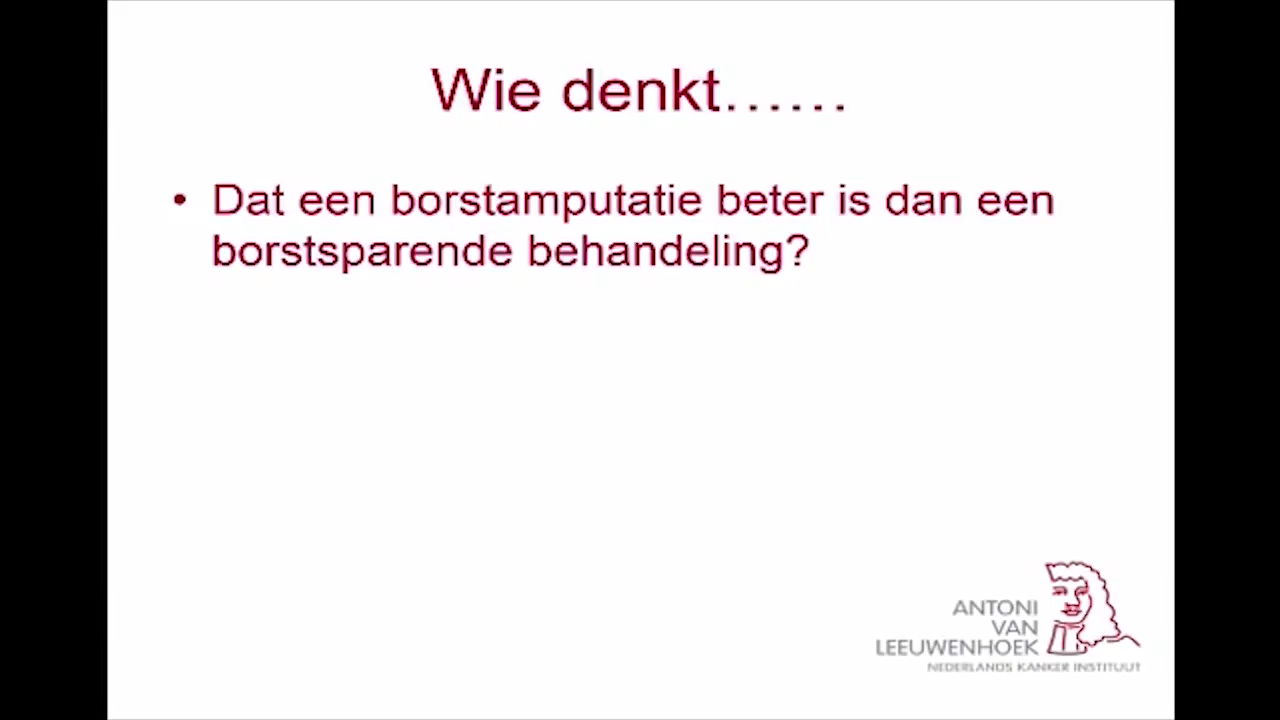 Wie denkt......
• Dat een borstamputatie beter is dan een
borstsparende behandeling?
ANTONI
VAN
LEEUWENHOEK
NEDERLANDS KANKER INSTITUUT